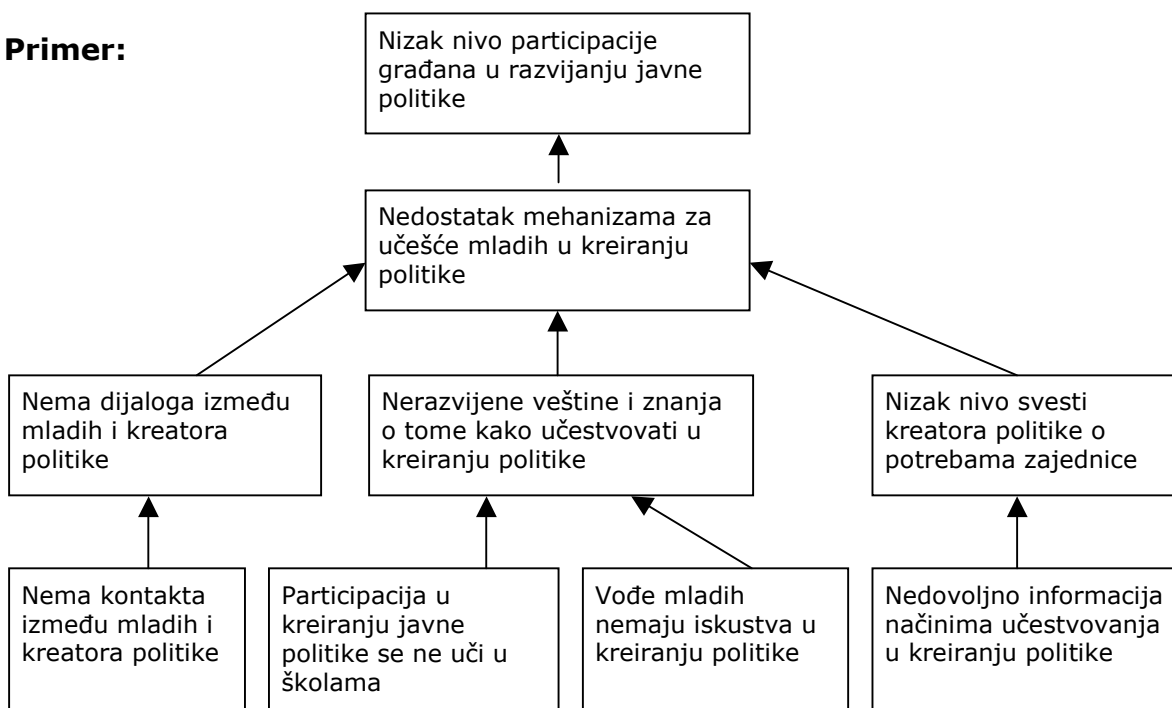 Primer:
Nizak nivo participacije
građana u razvijanju javne
politike
Nedostatak mehanizama za
učešće mladih u kreiranju
politike
Nema dijaloga između
mladih i kreatora
politike
Nerazvijene veštine i znanja
o tome kako učestvovati u
kreiranju politike
Nizak nivo svesti
kreatora politike o
potrebama zajednice
Nema kontakta
između mladih i
kreatora politike
Participacija u
kreiranju javne
politike se ne uči u
školama
Vođe mladih
nemaju iskustva u
kreiranju politike
Nedovoljno informacija
načinima učestvovanja
u kreiranju politike